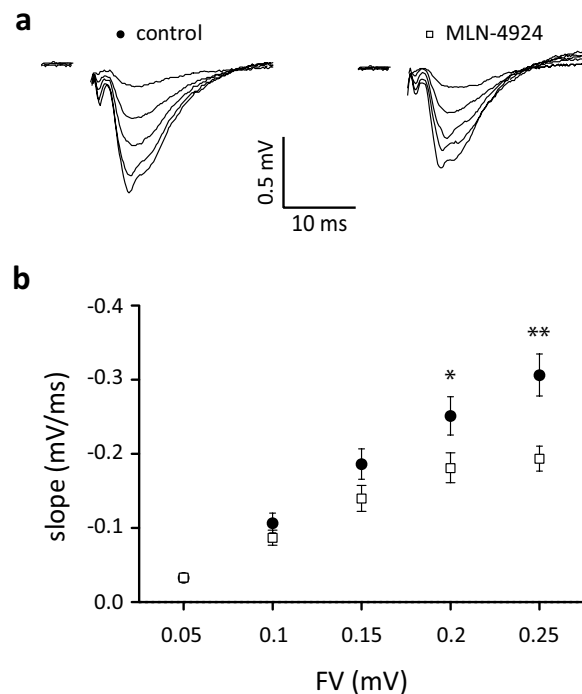 a
● control □ MLN-4924
0.5 mV
10 ms
b
-0.4
-0.3
-0.2
-0.1
0.0
slope (mV/ms)
*
**
0.05 0.1 0.15 0.2 0.25
FV (mV)